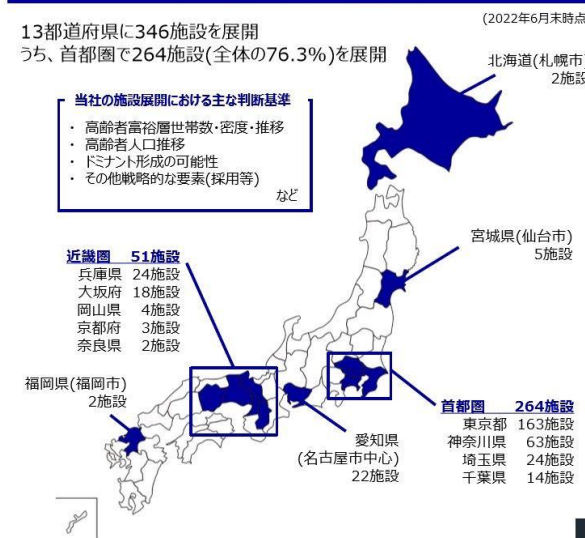 13都道府県に346施設を展開
うち、首都圏で264施設(全体の76.3%)を展開
(2022年6月末時点
当社の施設展開における主な判断基準
・ 高齢者富裕層世帯数・密度・推移
・ 高齢者人口推移
・ ドミナント形成の可能性
・ その他戦略的な要素(採用等)
など
北海道(札幌市)
2施設
宮城県(仙台市)
5施設
近畿圏 51施設
兵庫県 24施設
大坂府 18施設
岡山県 4施設
京都府 3施設
奈良県 2施設
福岡県(福岡市)
2施設
愛知県
(名古屋市中心)
22施設
首都圏 264施設
東京都 163施設
神奈川県 63施設
埼玉県 24施設
千葉県 14施設